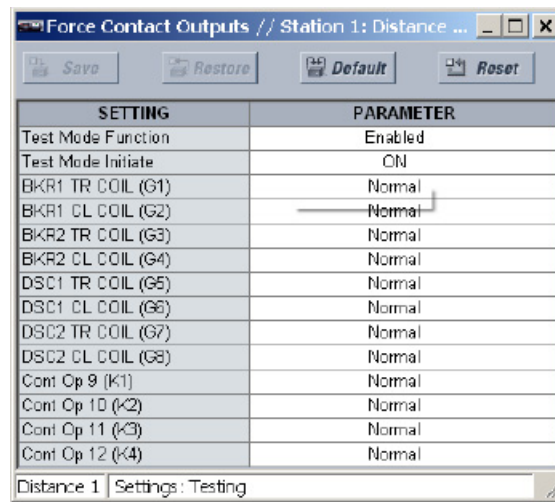 Force Contact Outputs // Station 1: Distance ...
Save Restore Default Reset
SETTING PARAMETER
Test Mode Function Enabled
Test Mode Initiate ON
BKR1 TR COIL (G1) Normal
BKR1 CL COIL (G2) Normal
BKR2 TR COIL (G3) Normal
BKR2 CL COIL (G4) Normal
DSC1 TR COIL (G5) Normal
DSC1 CL COIL (G6) Normal
DSC2 TR COIL (G7) Normal
DSC2 CL COIL (G8) Normal
Cont Op 9 (K1) Normal
Cont Op 10 (K2) Normal
Cont Op 11 (K3) Normal
Cont Op 12 (K4) Normal
Distance 1 Settings: Testing